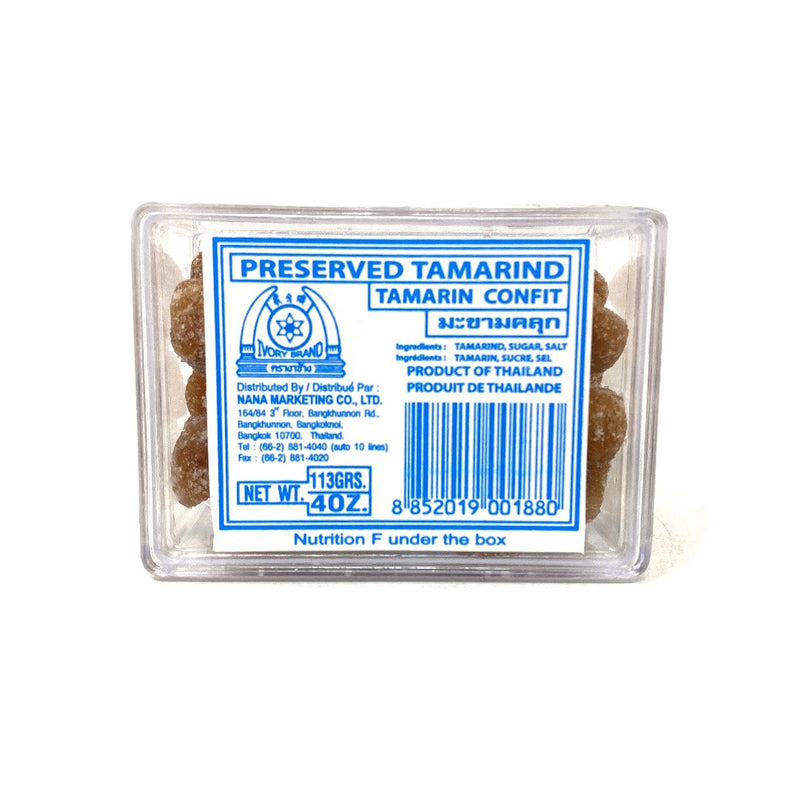 PRESERVED TAMARIND
TAMARIN CONFIT
มะขามคลุก
IVORY BRAND
ตรางาช้าง
Ingredients : TAMARIND, SUGAR, SALT
Ingrédients : TAMARIN, SUCRE, SEL
PRODUCT OF THAILAND
PRODUIT DE THAILANDE
Distributed By / Distribué Par :
NANA MARKETING CO., LTD.
164/84 3rd Floor, Bangkhunnon Rd.,
Bangkhunnon, Bangkoknoi,
Bangkok 10700, Thailand.
Tel : (66-2) 881-4040 (auto 10 lines)
Fax : (66-2) 881-4020
NET WT. 113GRS.
4OZ.
8 852019 001880
Nutrition F under the box